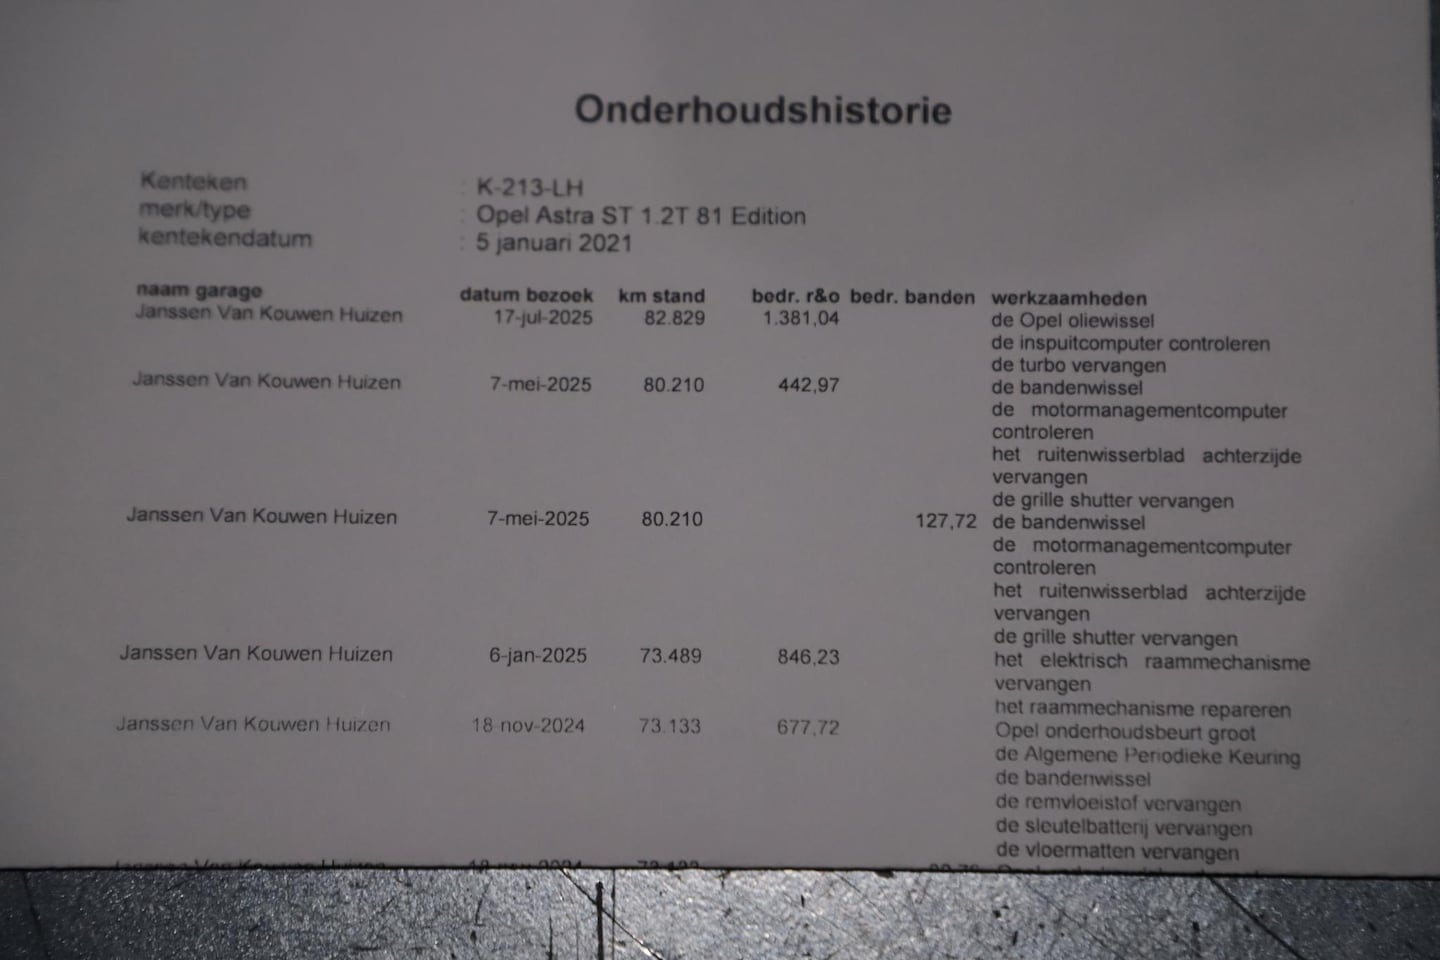 Onderhoudshistorie
Kenteken : K-213-LH
merk/type : Opel Astra ST 1.2T 81 Edition
kentekendatum : 5 januari 2021
naam garage datum bezoek km stand bedr. r&o bedr. banden werkzaamheden
Janssen Van Kouwen Huizen 17-jul-2025 82.829 1.381,04 de Opel oliewissel
de inspuitcomputer controleren
de turbo vervangen
Janssen Van Kouwen Huizen 7-mei-2025 80.210 442,97 de bandenwissel
de motormanagementcomputer
controleren
het ruitenwisserblad achterzijde
vervangen
de grille shutter vervangen
Janssen Van Kouwen Huizen 7-mei-2025 80.210 127,72 de bandenwissel
de motormanagementcomputer
controleren
het ruitenwisserblad achterzijde
vervangen
de grille shutter vervangen
Janssen Van Kouwen Huizen 6-jan-2025 73.489 846,23 het elektrisch raammechanisme
vervangen
het raammechanisme repareren
Janssen Van Kouwen Huizen 18-nov-2024 73.133 677,72 Opel onderhoudsbeurt groot
de Algemene Periodieke Keuring
de bandenwissel
de remvloeistof vervangen
de sleutelbatterij vervangen
de vloermatten vervangen